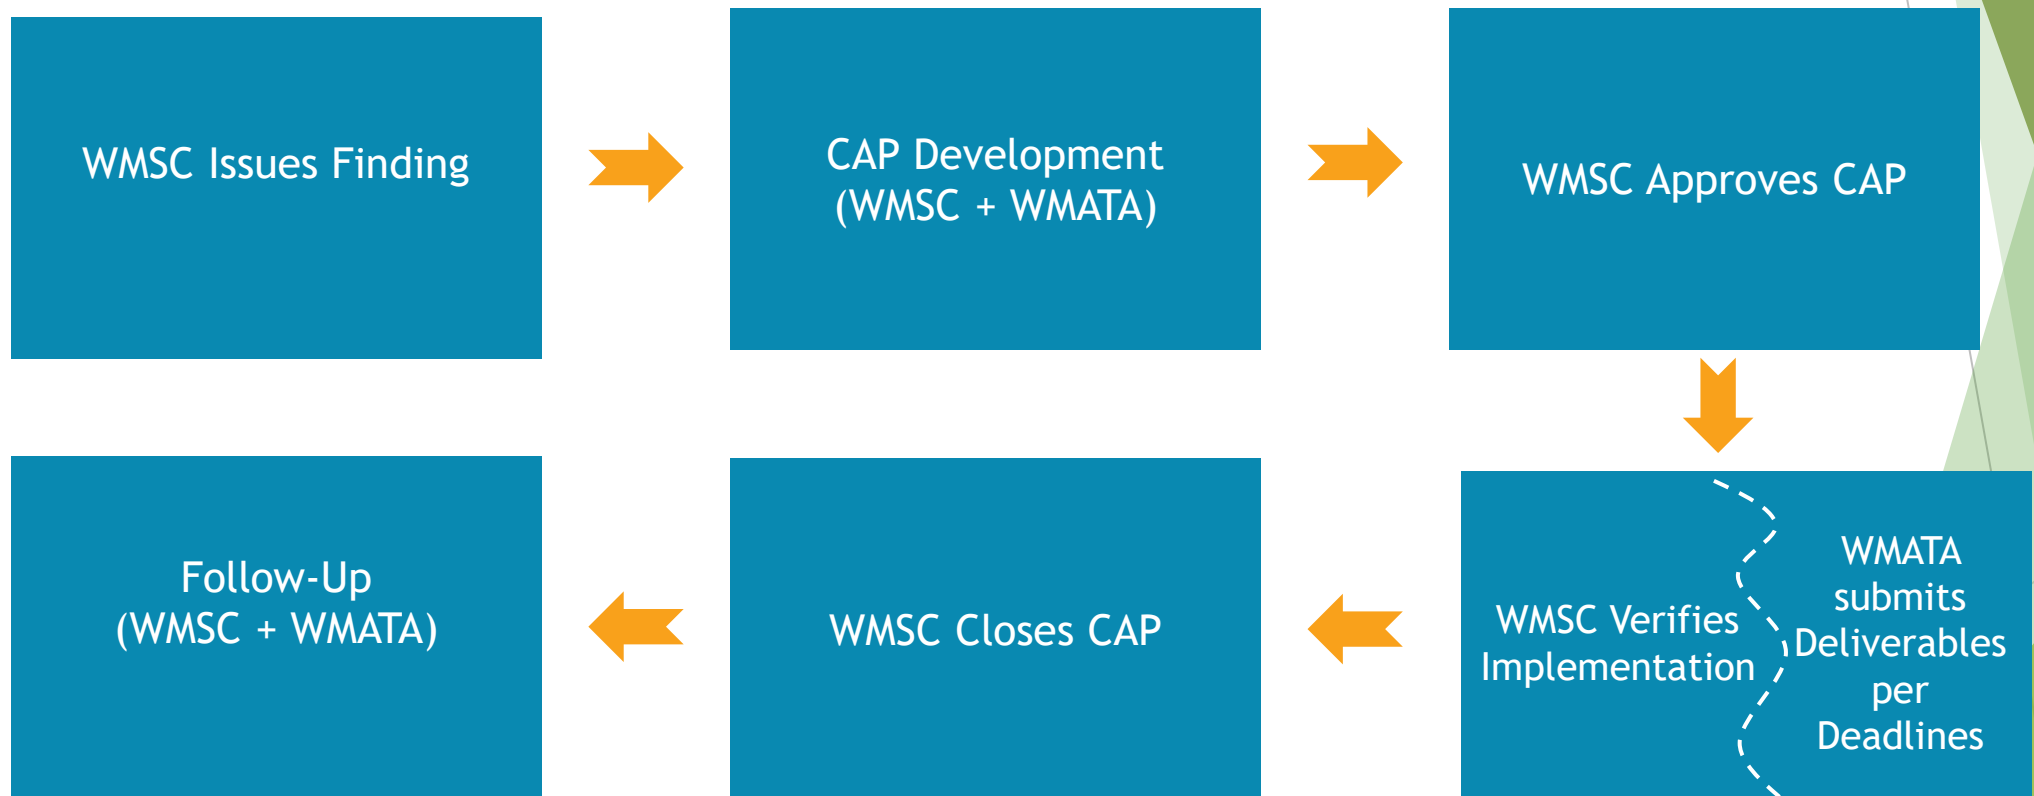 WMSC Issues Finding
CAP Development
(WMSC + WMATA)
WMSC Approves CAP
WMSC Verifies
Implementation
WMATA
submits
Deliverables
per
Deadlines
WMSC Closes CAP
Follow-Up
(WMSC + WMATA)